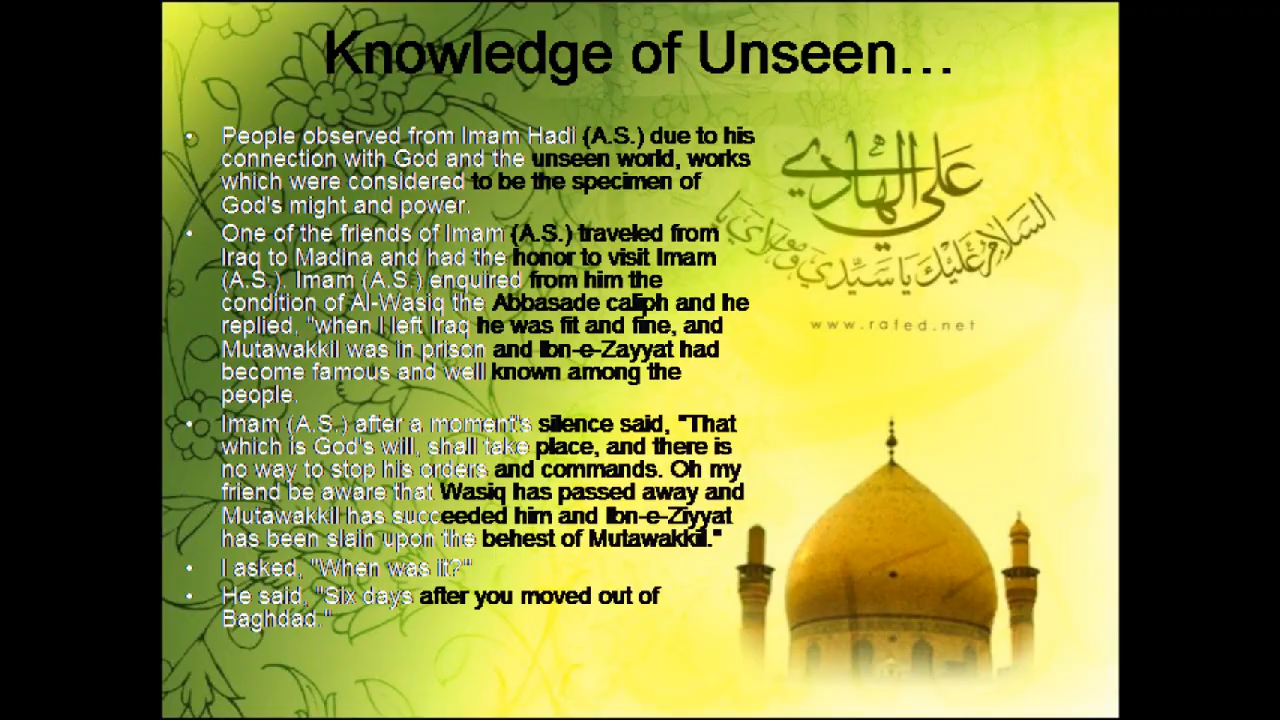 Knowledge of Unseen...
• People observed from Imam Hadi (A.S.) due to his
connection with God and the unseen world, works
which were considered to be the specimen of
God's might and power.
• One of the friends of Imam (A.S.) traveled from
Iraq to Madina and had the honor to visit Imam
(A.S.). Imam (A.S.) enquired from him the
condition of Al-Wasiq the Abbasade caliph and he
replied, "when I left Iraq he was fit and fine, and
Mutawakkil was in prison and Ibn-e-Zayyat had
become famous and well known among the
people.
• Imam (A.S.) after a moment's silence said, "That
which is God's will, shall take place, and there is
no way to stop his orders and commands. Oh my
friend be aware that Wasiq has passed away and
Mutawakkil has succeeded him and Ibn-e-Ziyyat
has been slain upon the behest of Mutawakkil."
• I asked, "When was it?"
• He said, "Six days after you moved out of
Baghdad."
علي الهادي
السلام عليك يا سيدي ومولاي يا
www.rafed.net